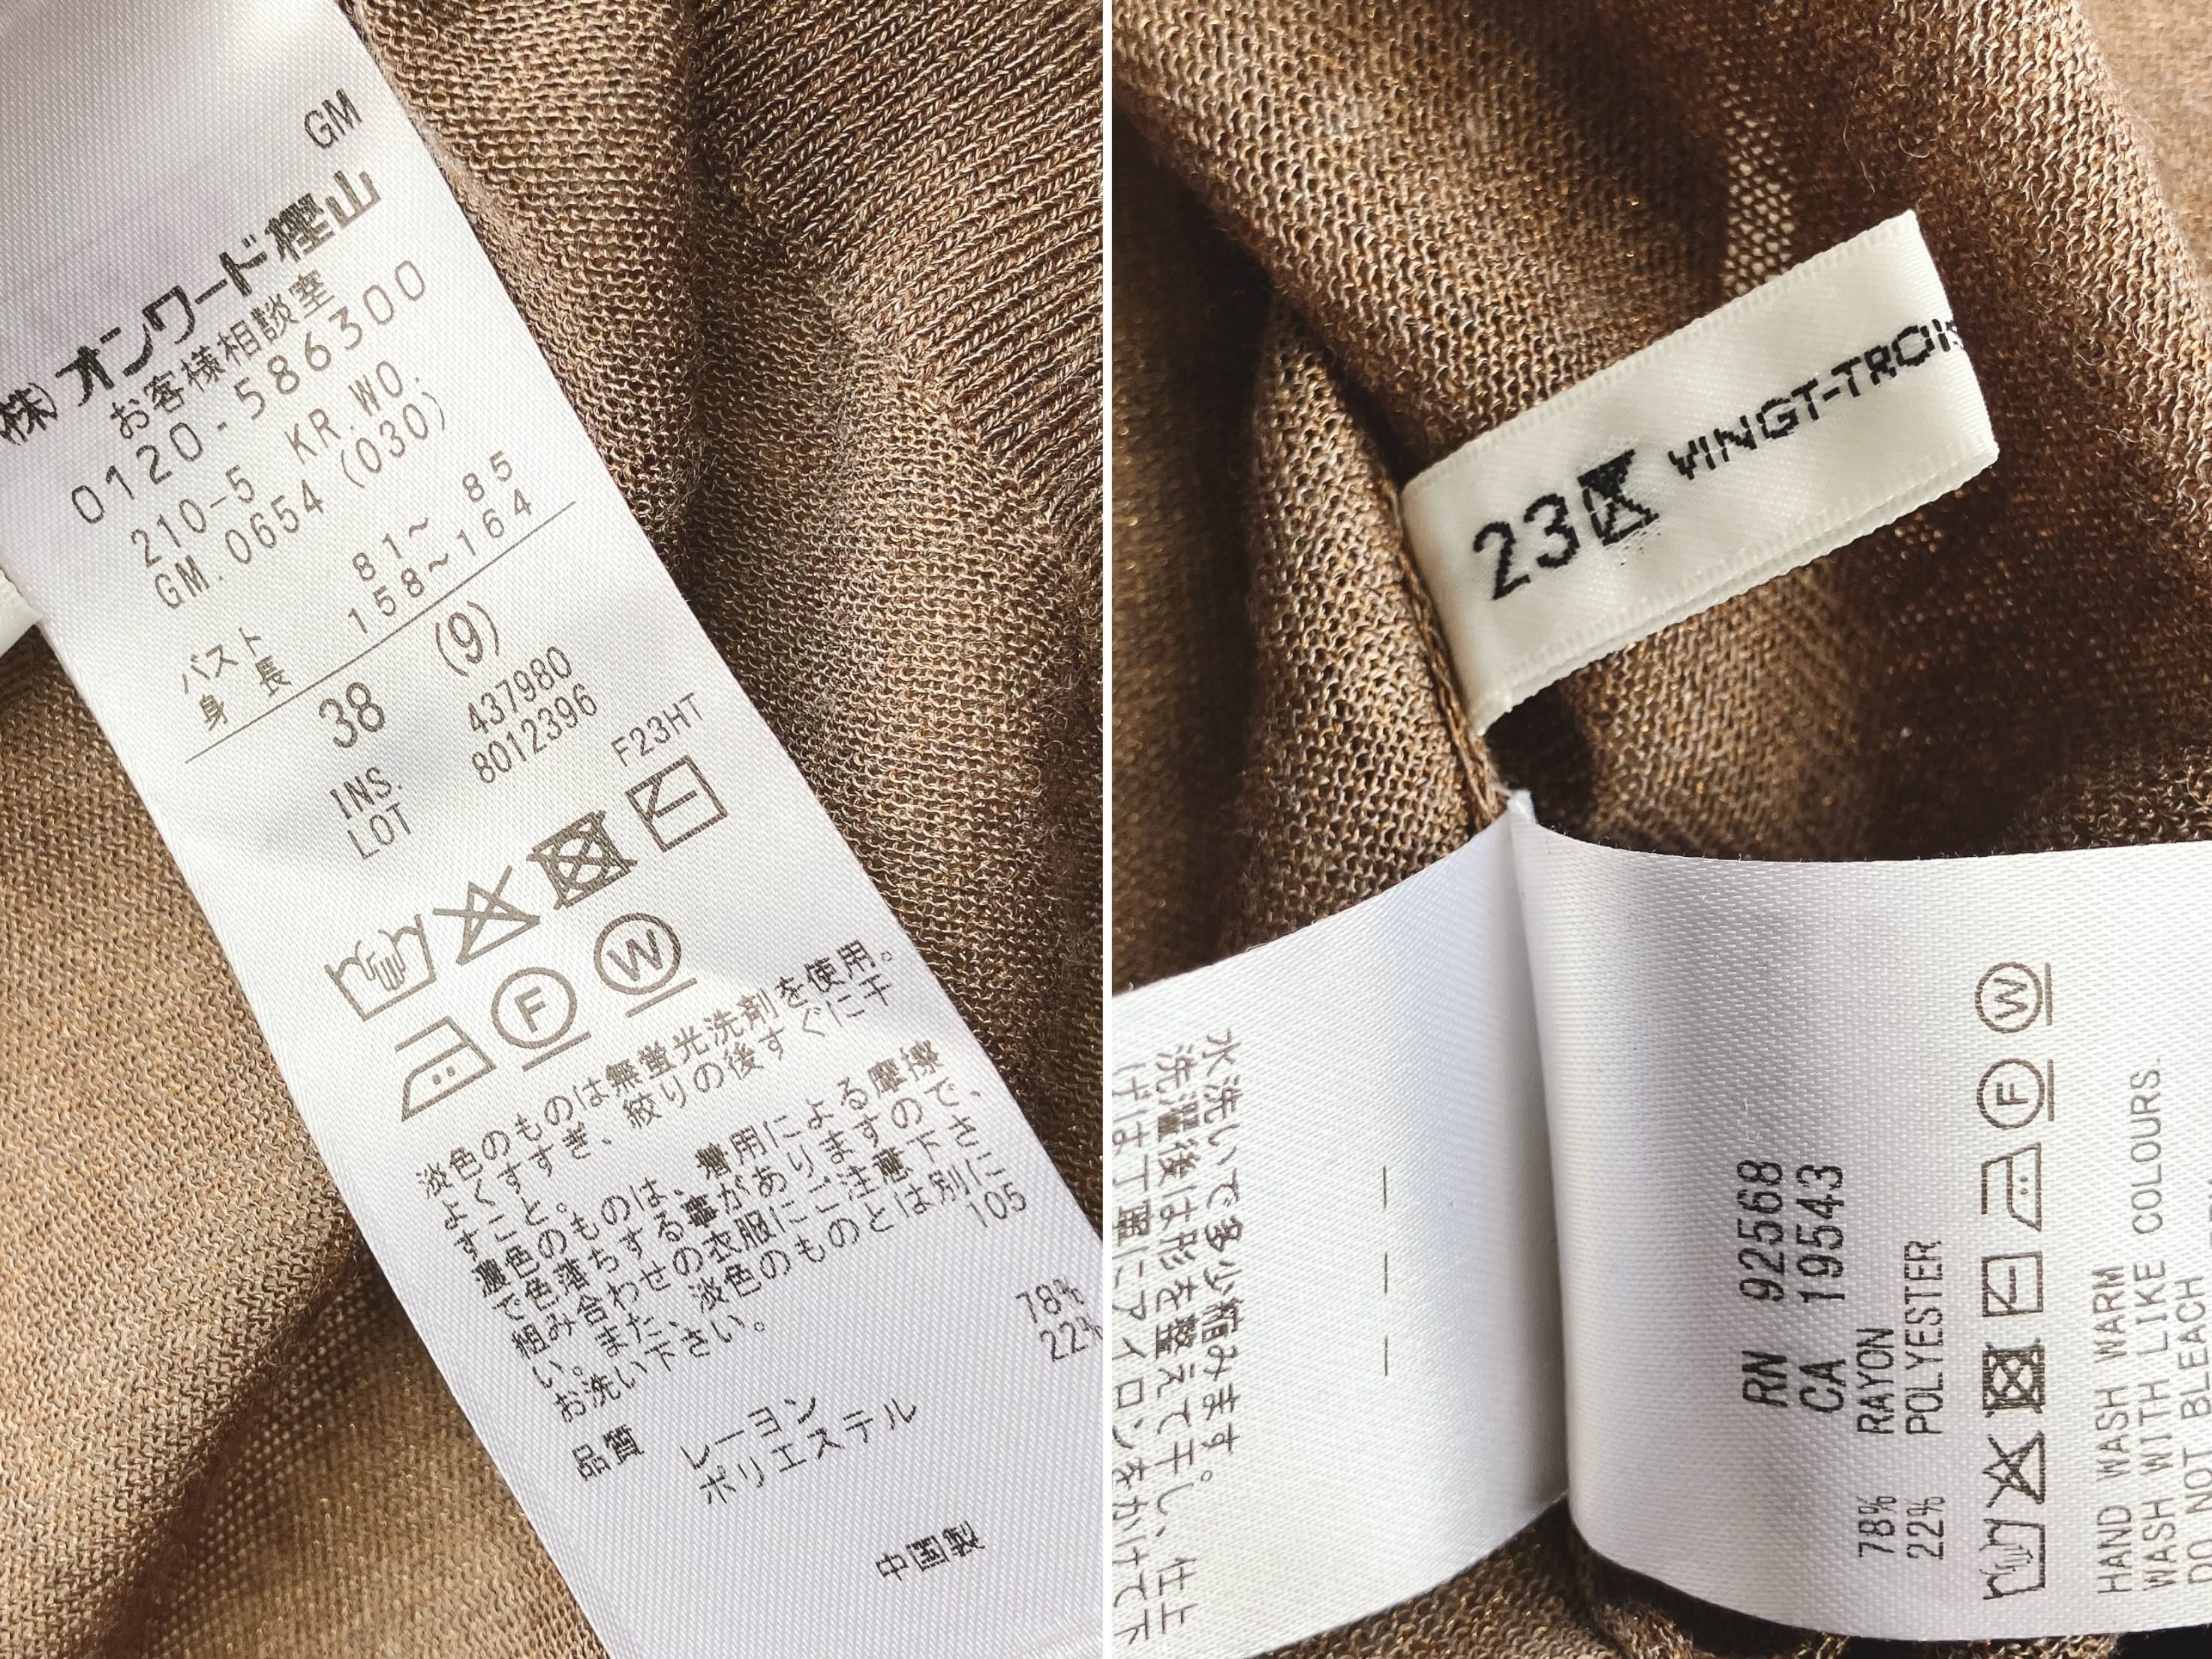 GM
(株)オンワード樫山
お客様相談室
0120-586300
210-5 KR.WO.
GM.0654 (030)
バスト 81~ 85
身 長 158~164
38 (9)
INS. 437980
LOT 8012396
F23HT
F W
淡色のものは無蛍光洗剤を使用。
よくすすぎ、絞りの後すぐに干
すこと。
濃色のものは、着用による摩擦
で色落ちする事がありますので、
組み合わせの衣服にご注意下さ
い。また、淡色のものとは別に
お洗い下さい。 105
品質 レーヨン 78%
ポリエステル 22%
中国製
23区 VINGT-TROIS
水洗いで多少縮みます。
洗濯後は形を整えて干し、仕上
げは丁寧にアイロンをかけて下
RN 92568
CA 19543
78% RAYON
22% POLYESTER
F W
HAND WASH WARM
WASH WITH LIKE COLOURS.
DO NOT BLEACH